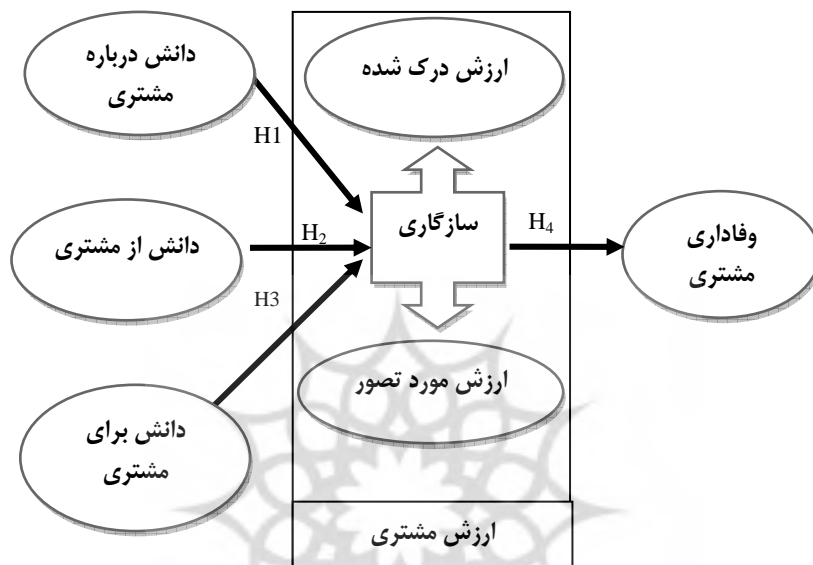 دانش درباره
مشتری
ارزش درک شده
H1
سازگاری
دانش از مشتری
H2
H4
وفاداری
مشتری
H3
ارزش مورد تصور
دانش برای
مشتری
ارزش مشتری